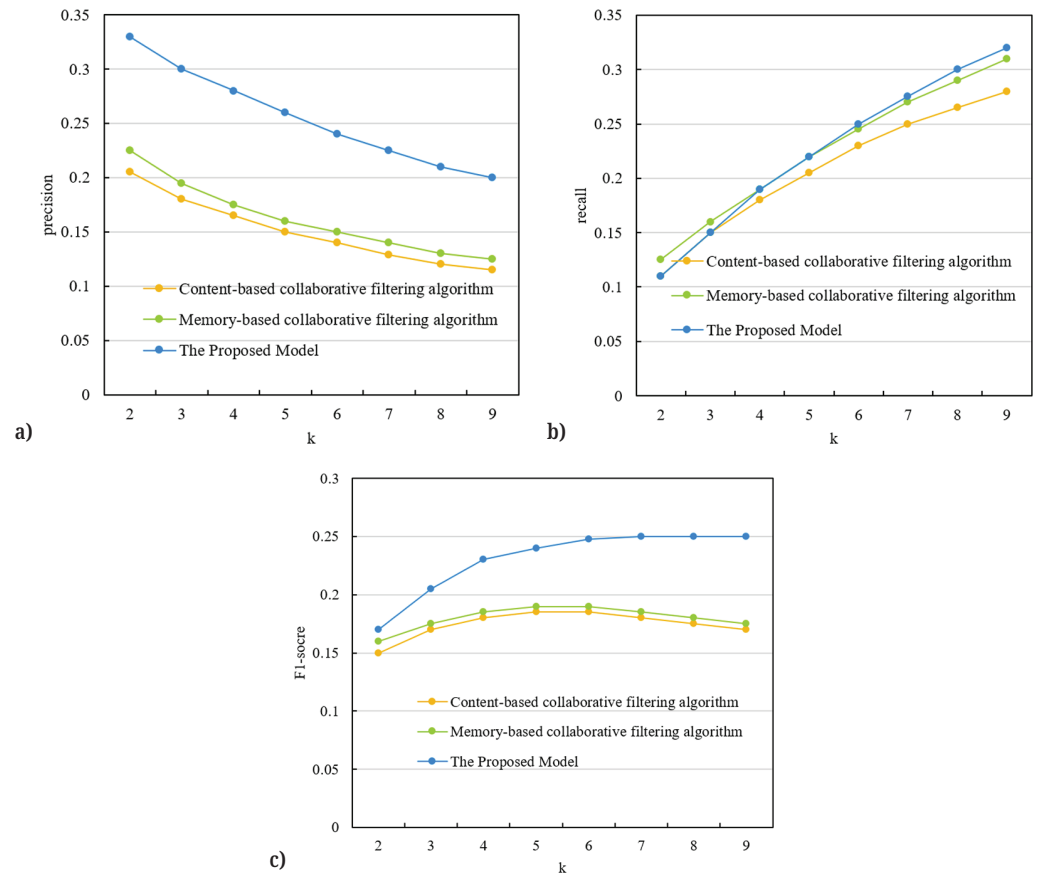 0.35
0.3
0.25
0.2
0.15
0.1
0.05
0
precision
Content-based collaborative filtering algorithm
Memory-based collaborative filtering algorithm
The Proposed Model
2 3 4 5 6 7 8 9
k
a)
0.35
0.3
0.25
0.2
0.15
0.1
0.05
0
recall
Content-based collaborative filtering algorithm
Memory-based collaborative filtering algorithm
The Proposed Model
2 3 4 5 6 7 8 9
k
b)
0.3
0.25
0.2
0.15
0.1
0.05
0
F1-socre
Content-based collaborative filtering algorithm
Memory-based collaborative filtering algorithm
The Proposed Model
2 3 4 5 6 7 8 9
k
c)